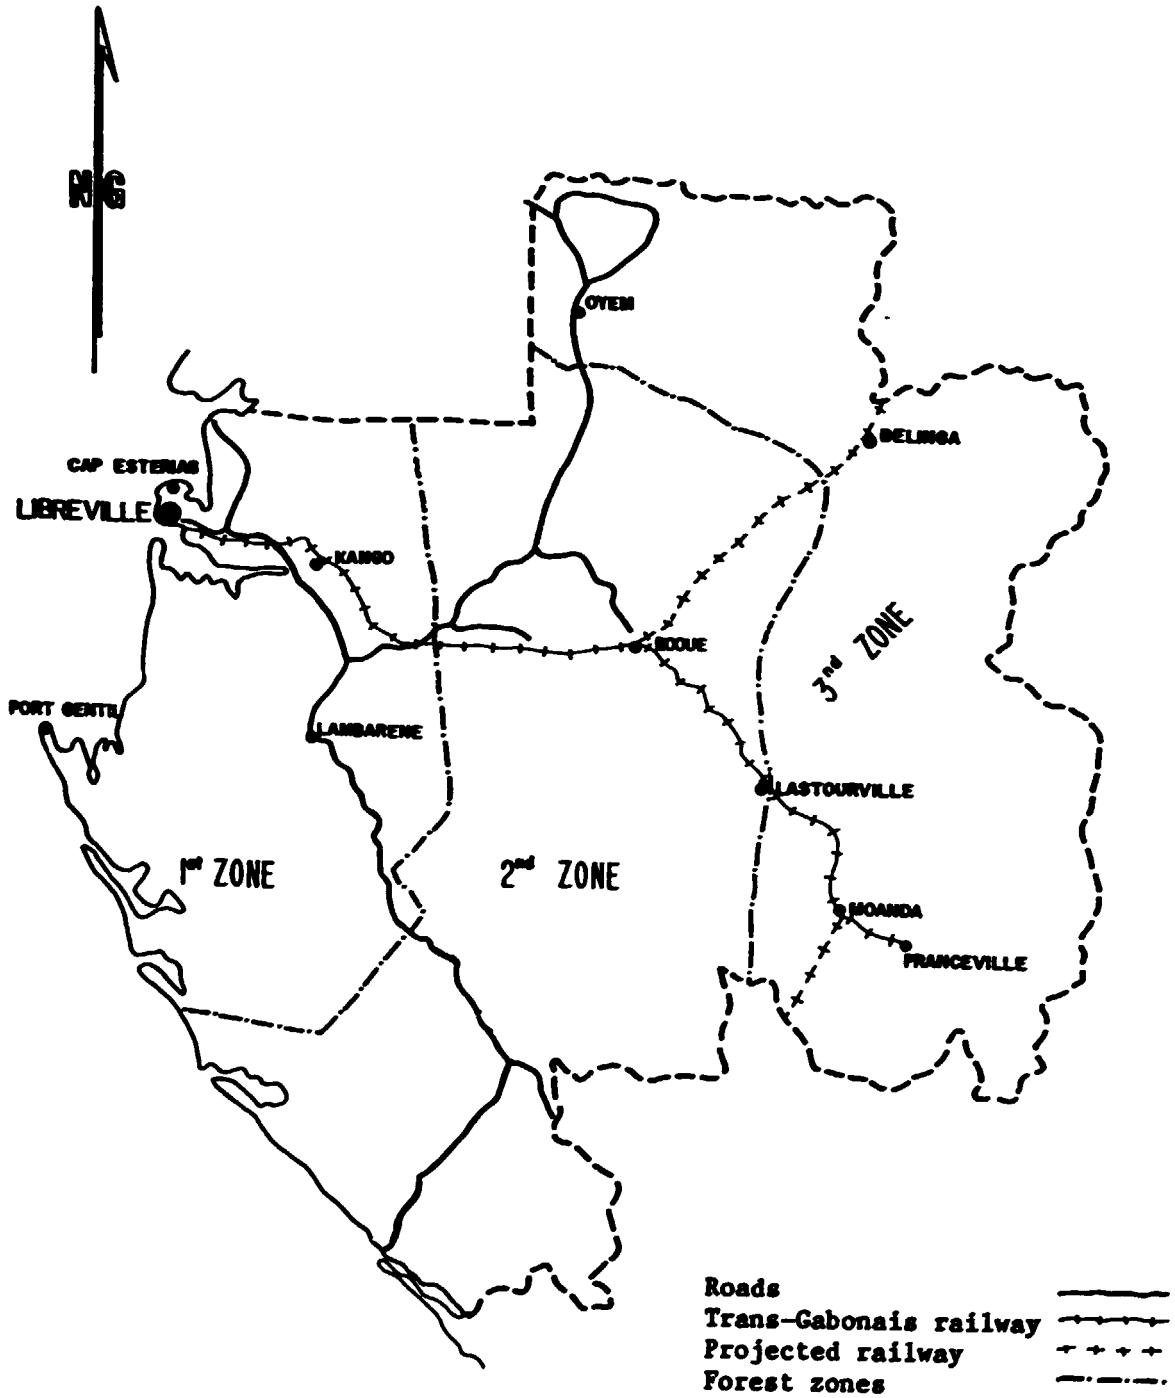 NG
OYEM
BELINGA
CAP ESTERIAS
LIBREVILLE
KANGO
BOOUE
3nd ZONE
PORT GENTIL
LAMBARENE
LASTOURVILLE
1st ZONE
2nd ZONE
MOANDA
FRANCEVILLE
Roads
Trans-Gabonais railway
Projected railway
Forest zones